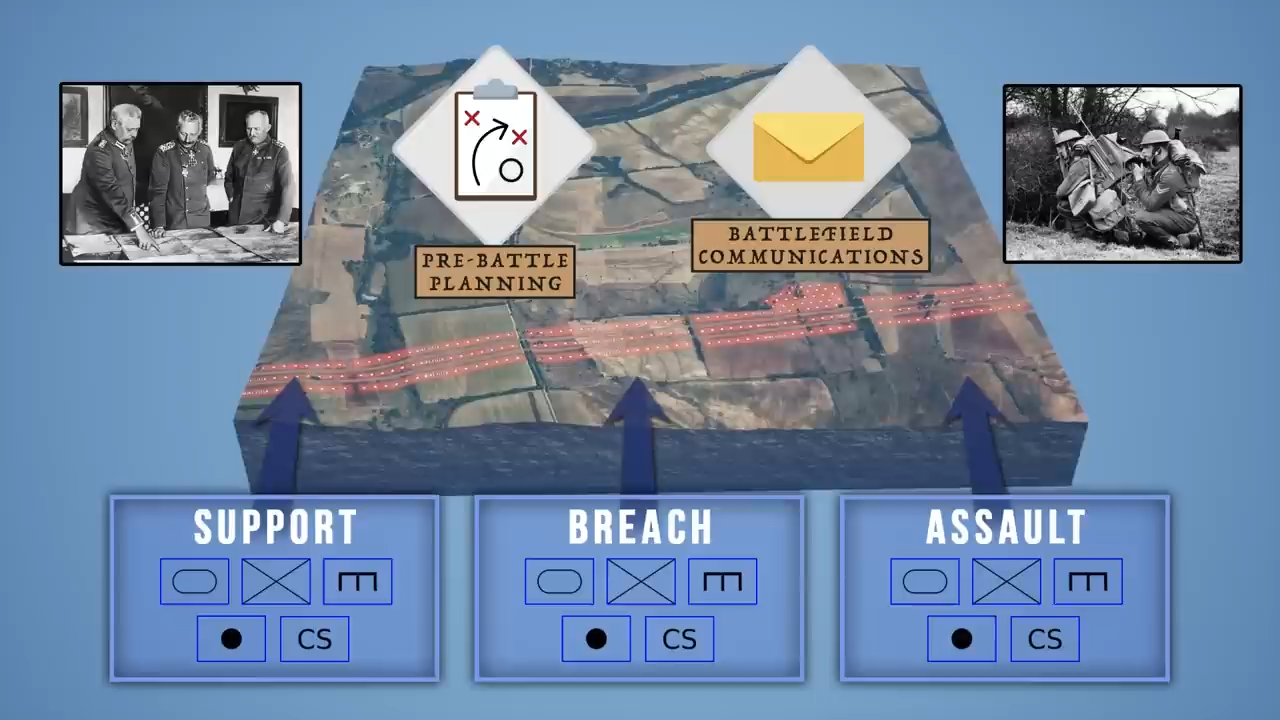 PRE-BATTLE
PLANNING
BATTLEFIELD
COMMUNICATIONS
SUPPORT
CS
BREACH
CS
ASSAULT
CS